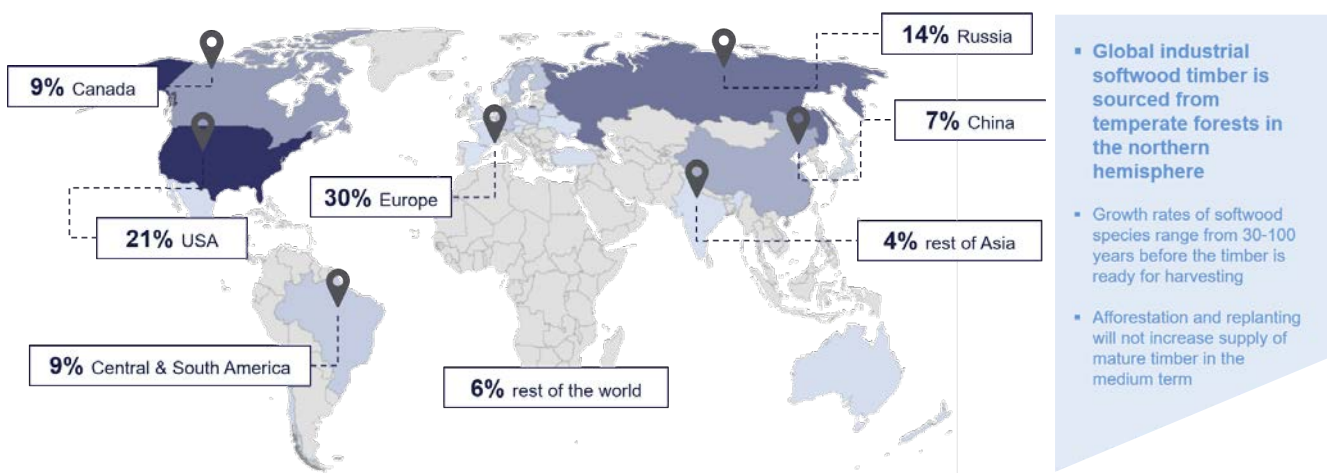 14% Russia
9% Canada
7% China
30% Europe
21% USA
4% rest of Asia
9% Central & South America
6% rest of the world
▪ Global industrial
softwood timber is
sourced from
temperate forests in
the northern
hemisphere
▪ Growth rates of softwood
species range from 30-100
years before the timber is
ready for harvesting
▪ Afforestation and replanting
will not increase supply of
mature timber in the
medium term